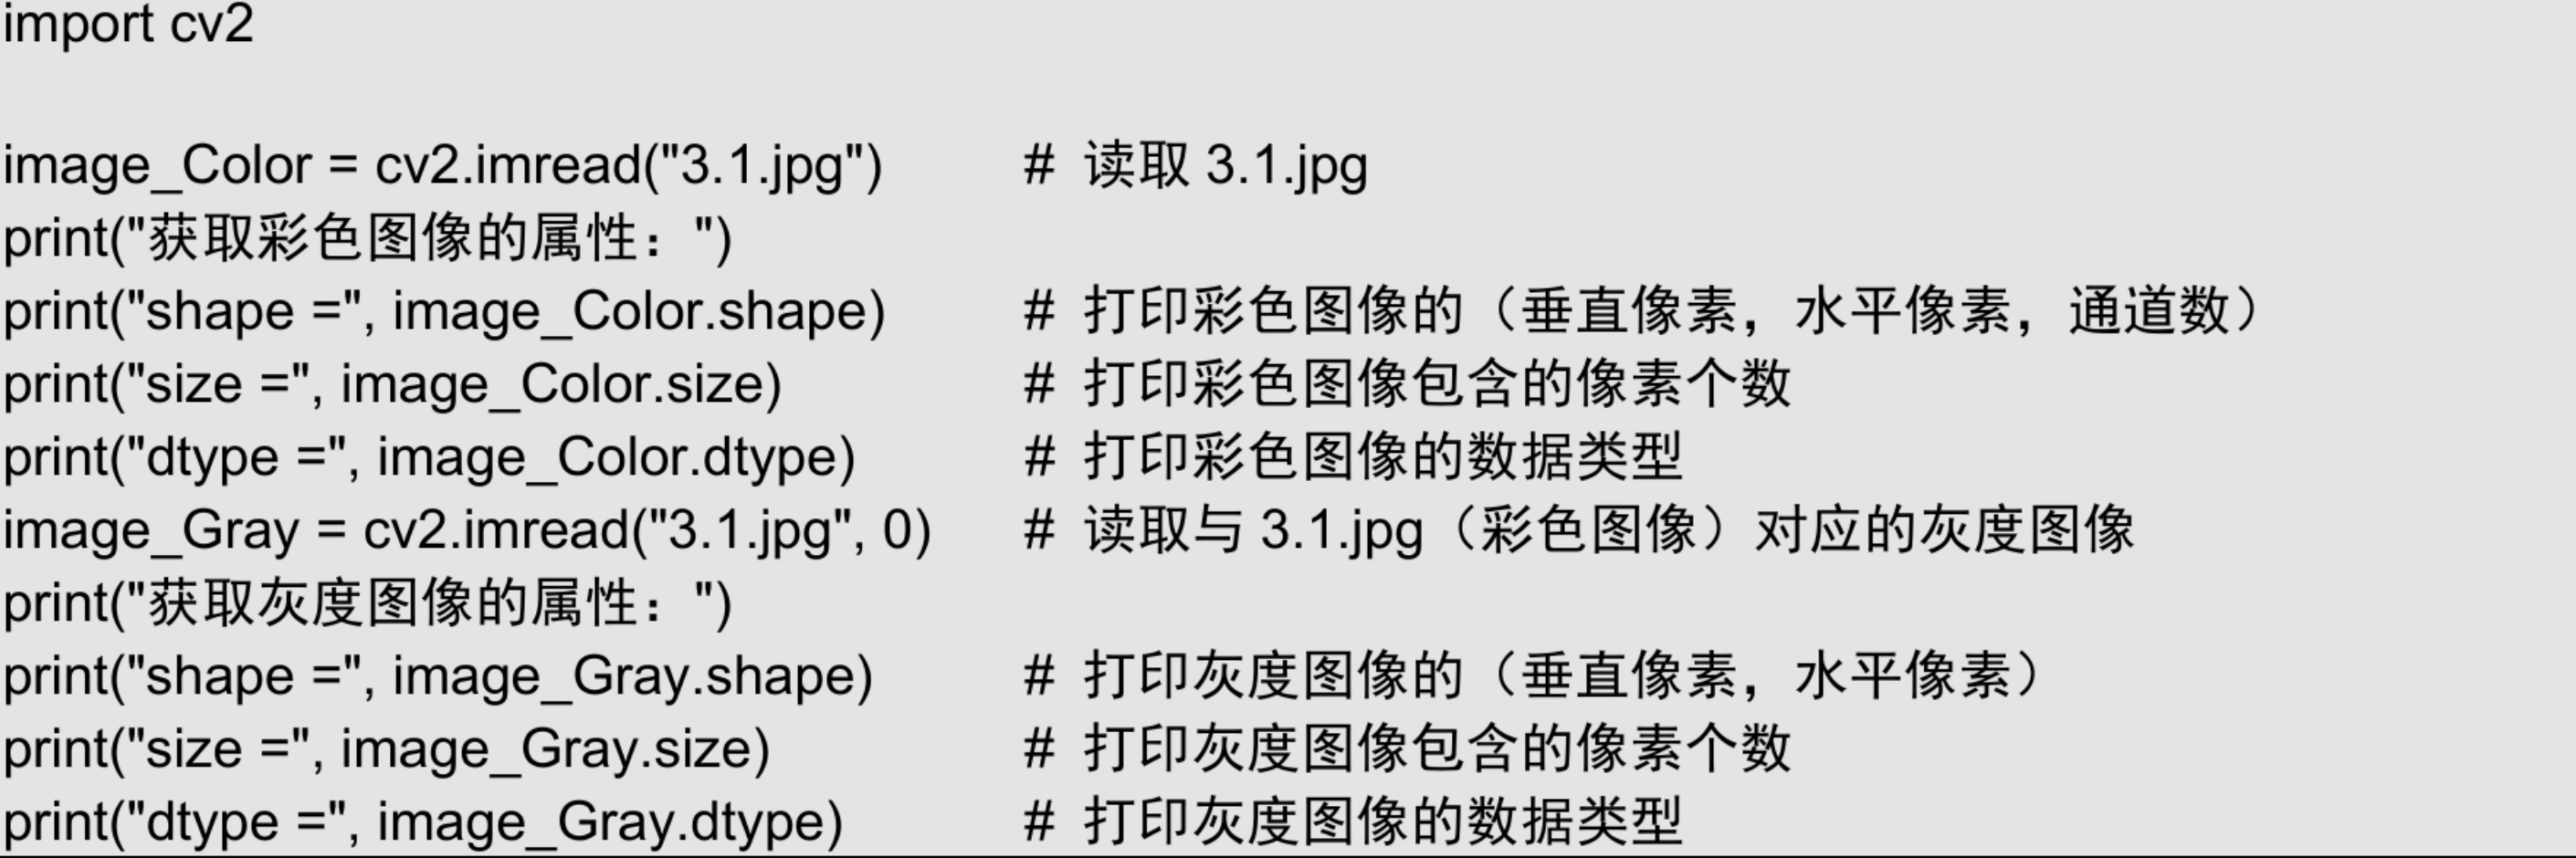 import cv2
image_Color = cv2.imread("3.1.jpg") # 读取 3.1.jpg
print("获取彩色图像的属性：")
print("shape =", image_Color.shape) # 打印彩色图像的（垂直像素，水平像素，通道数）
print("size =", image_Color.size) # 打印彩色图像包含的像素个数
print("dtype =", image_Color.dtype) # 打印彩色图像的数据类型
image_Gray = cv2.imread("3.1.jpg", 0) # 读取与 3.1.jpg（彩色图像）对应的灰度图像
print("获取灰度图像的属性：")
print("shape =", image_Gray.shape) # 打印灰度图像的（垂直像素，水平像素）
print("size =", image_Gray.size) # 打印灰度图像包含的像素个数
print("dtype =", image_Gray.dtype) # 打印灰度图像的数据类型